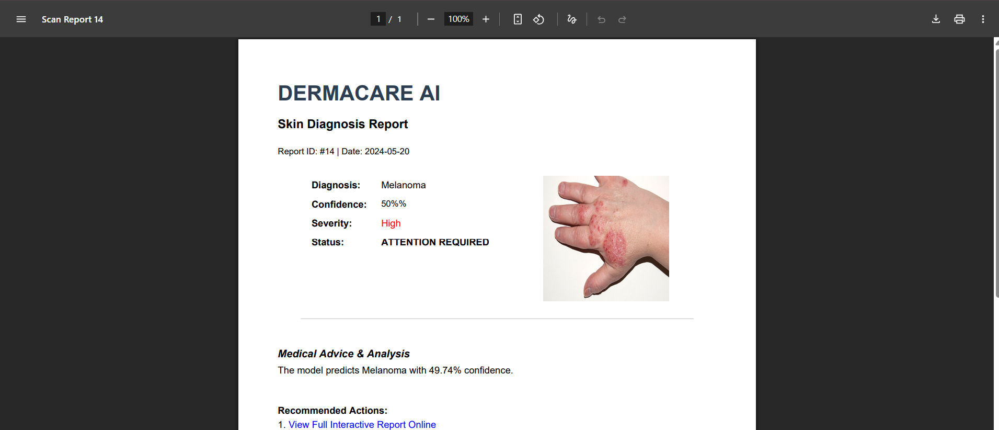 Scan Report 14
1 / 1
100%
DERMACARE AI
Skin Diagnosis Report
Report ID: #14 | Date: 2024-05-20
Diagnosis: Melanoma
Confidence: 50%%
Severity: High
Status: ATTENTION REQUIRED
Medical Advice & Analysis
The model predicts Melanoma with 49.74% confidence.
Recommended Actions:
1. View Full Interactive Report Online